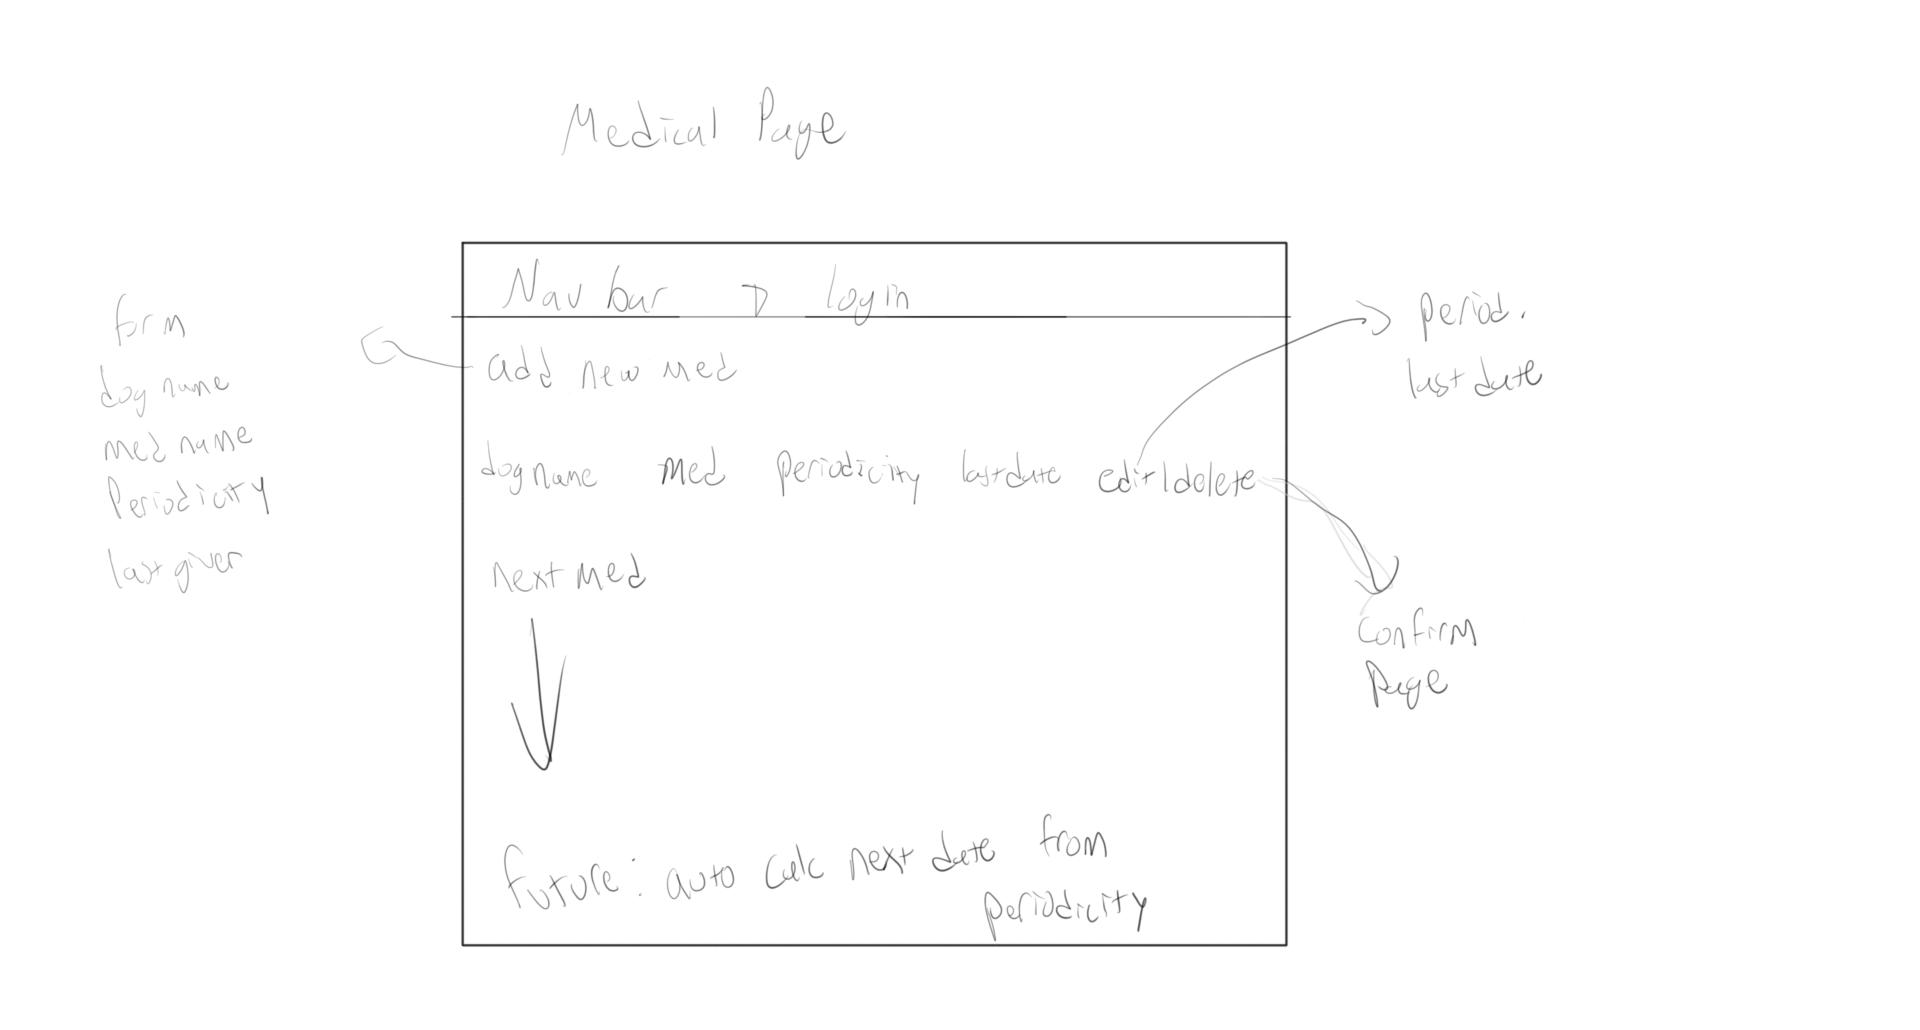 Medical Page
Nav bar login
add new med
form
dog name
med name
Periodicity
last given
period.
last date
dog name med periodicity last date edit|delete
next med
Confirm
Page
future: auto calc next date from
periodicity